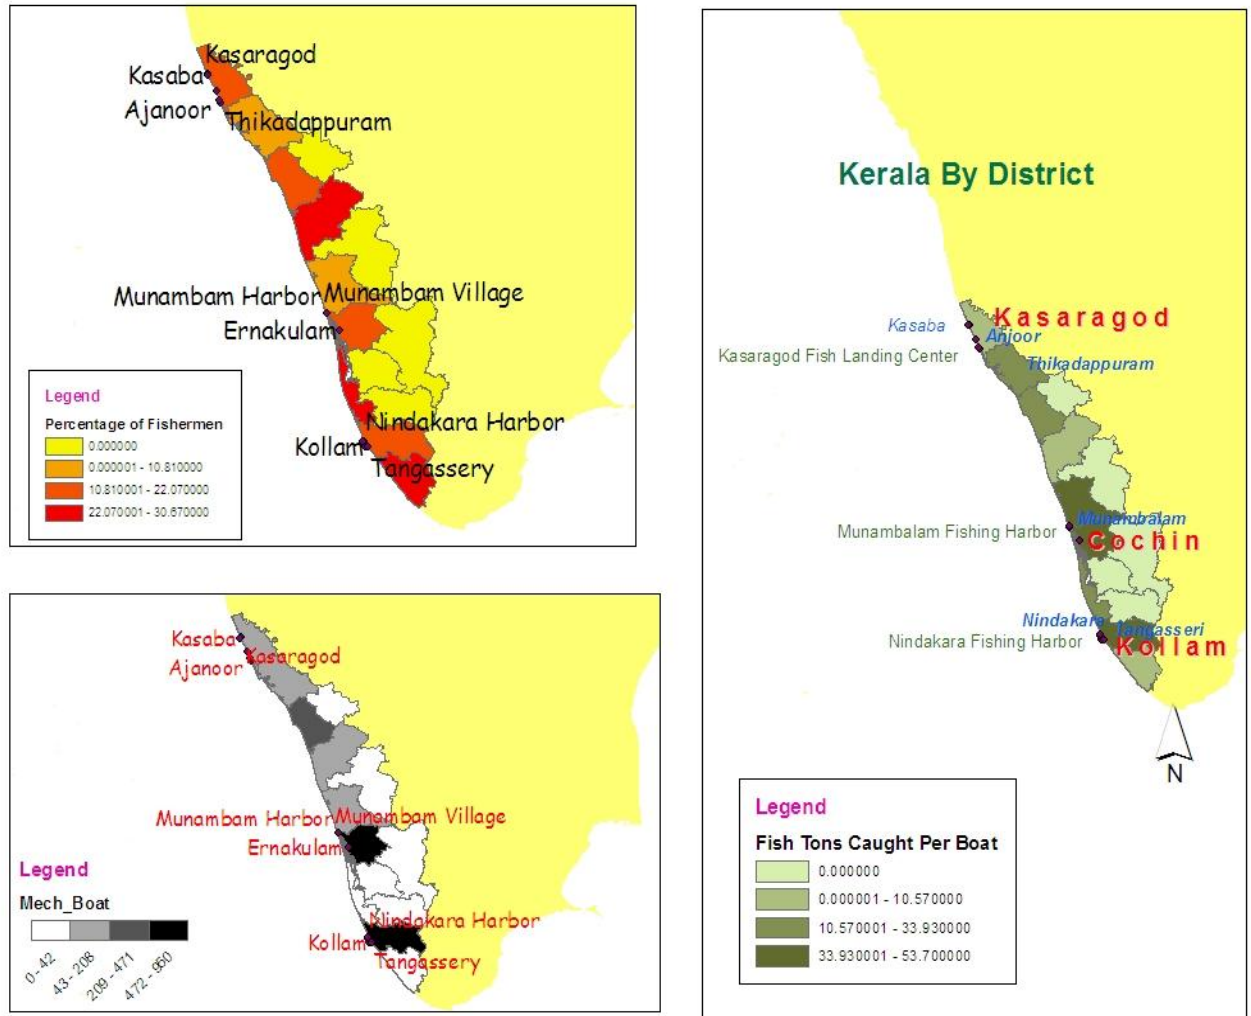 Kasaragod
Kasaba
Ajanoor
Thikadappuram
Munambam Harbor
Munambam Village
Ernakulam
Nindakara Harbor
Kollam
Tangassery
Legend
Percentage of Fishermen
0.000000
0.000001 - 10.810000
10.810001 - 22.070000
22.070001 - 30.670000
Kasaba
Kasaragod
Ajanoor
Munambam Harbor
Munambam Village
Ernakulam
Nindakara Harbor
Kollam
Tangassery
Legend
Mech_Boat
0 - 42
43 - 208
209 - 471
472 - 960
Kerala By District
Kasaragod
Kasaba
Anjoor
Kasaragod Fish Landing Center
Thikadappuram
Munambalam
Munambalam Fishing Harbor
Cochin
Nindakara
Tangasseri
Nindakara Fishing Harbor
Kollam
N
Legend
Fish Tons Caught Per Boat
0.000000
0.000001 - 10.570000
10.570001 - 33.930000
33.930001 - 53.700000